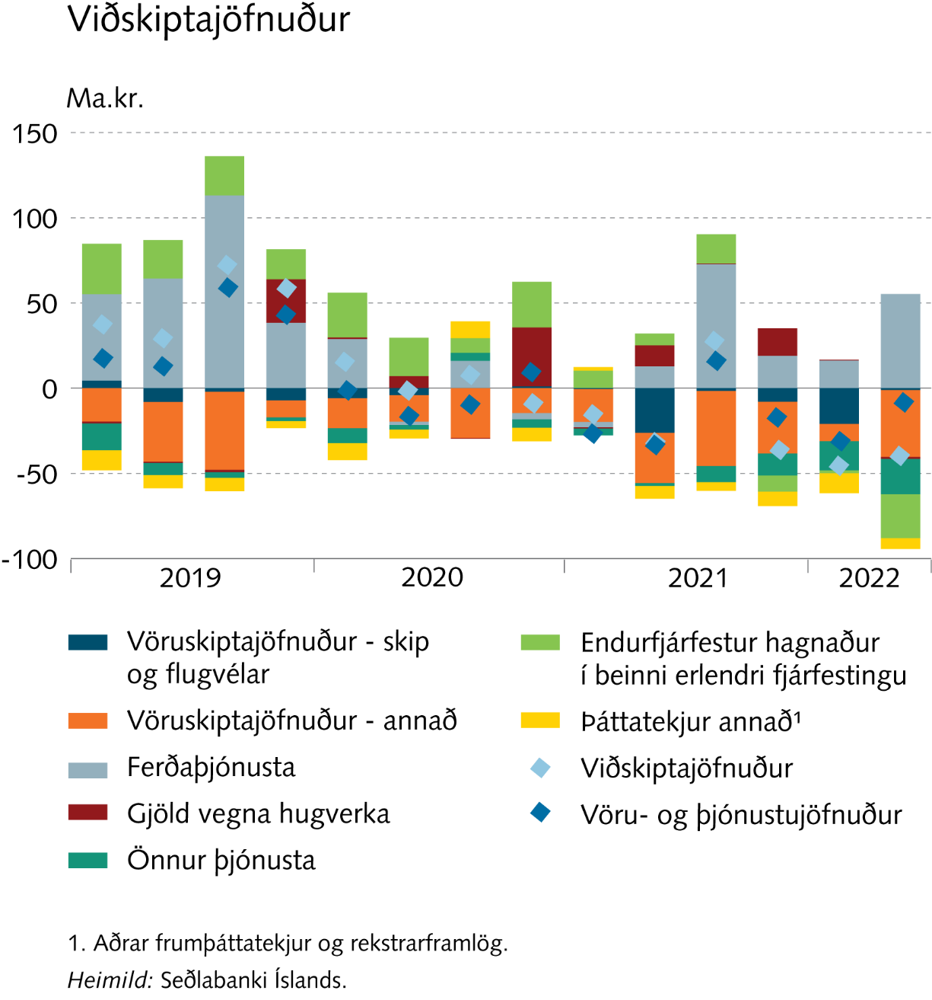 Viðskiptajöfnuður
Ma.kr.
150
100
50
0
-50
-100
2019
2020
2021
2022
Vöruskiptajöfnuður - skip
og flugvélar
Vöruskiptajöfnuður - annað
Ferðaþjónusta
Gjöld vegna hugverka
Önnur þjónusta
Endurfjárfestur hagnaður
í beinni erlendri fjárfestingu
Þáttatekjur annað¹
Viðskiptajöfnuður
Vöru- og þjónustujöfnuður
1. Aðrar frumþáttatekjur og rekstrarframlög.
Heimild: Seðlabanki Íslands.